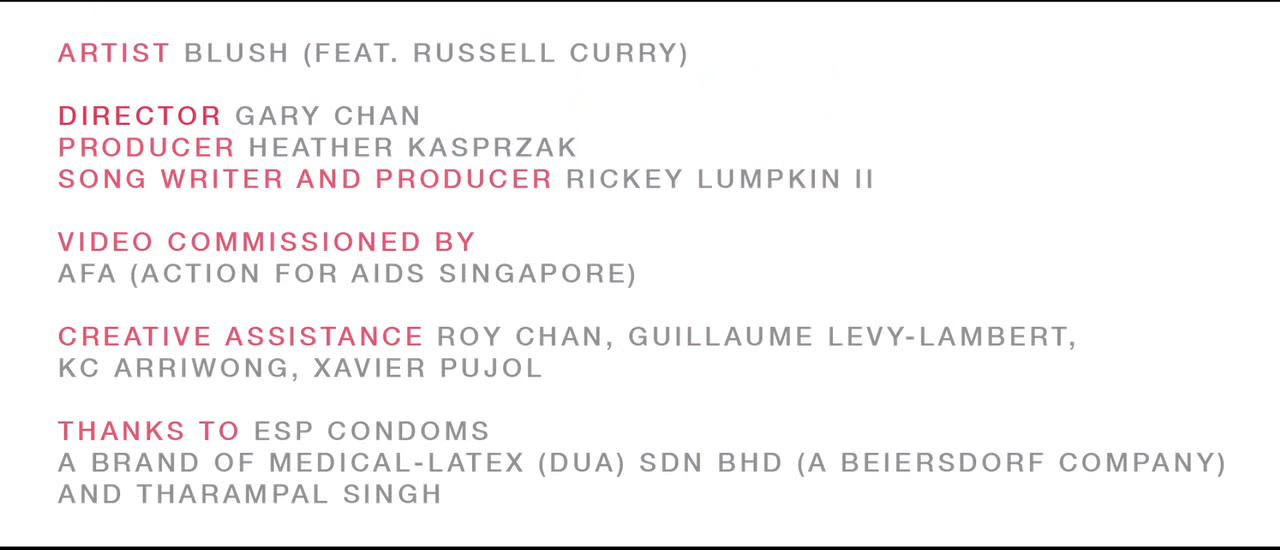 ARTIST BLUSH (FEAT. RUSSELL CURRY)
DIRECTOR GARY CHAN
PRODUCER HEATHER KASPRZAK
SONG WRITER AND PRODUCER RICKEY LUMPKIN II
VIDEO COMMISSIONED BY
AFA (ACTION FOR AIDS SINGAPORE)
CREATIVE ASSISTANCE ROY CHAN, GUILLAUME LEVY-LAMBERT,
KC ARRIWONG, XAVIER PUJOL
THANKS TO ESP CONDOMS
A BRAND OF MEDICAL-LATEX (DUA) SDN BHD (A BEIERSDORF COMPANY)
AND THARAMPAL SINGH